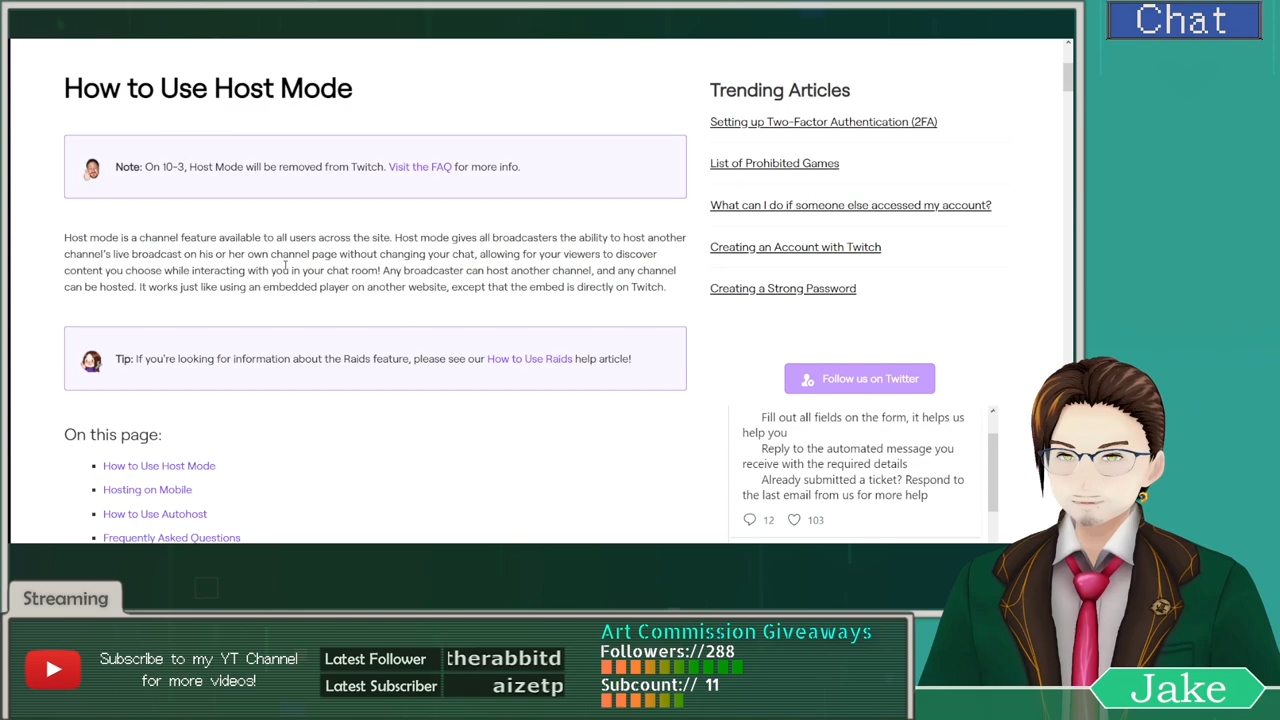 Chat
How to Use Host Mode
Note: On 10-3, Host Mode will be removed from Twitch. Visit the FAQ for more info.
Host mode is a channel feature available to all users across the site. Host mode gives all broadcasters the ability to host another
channel's live broadcast on his or her own channel page without changing your chat, allowing for your viewers to discover
content you choose while interacting with you in your chat room! Any broadcaster can host another channel, and any channel
can be hosted. It works just like using an embedded player on another website, except that the embed is directly on Twitch.
Tip: If you're looking for information about the Raids feature, please see our How to Use Raids help article!
On this page:
How to Use Host Mode
Hosting on Mobile
How to Use Autohost
Frequently Asked Questions
Trending Articles
Setting up Two-Factor Authentication (2FA)
List of Prohibited Games
What can I do if someone else accessed my account?
Creating an Account with Twitch
Creating a Strong Password
Follow us on Twitter
Fill out all fields on the form, it helps us
help you
Reply to the automated message you
receive with the required details
Already submitted a ticket? Respond to
the last email from us for more help
12 103
Streaming
Subscribe to my YT Channel
for more videos!
Latest Follower therabbitd
Latest Subscriber aizetp
Art Commission Giveaways
Followers://288
Subcount:// 11
Jake